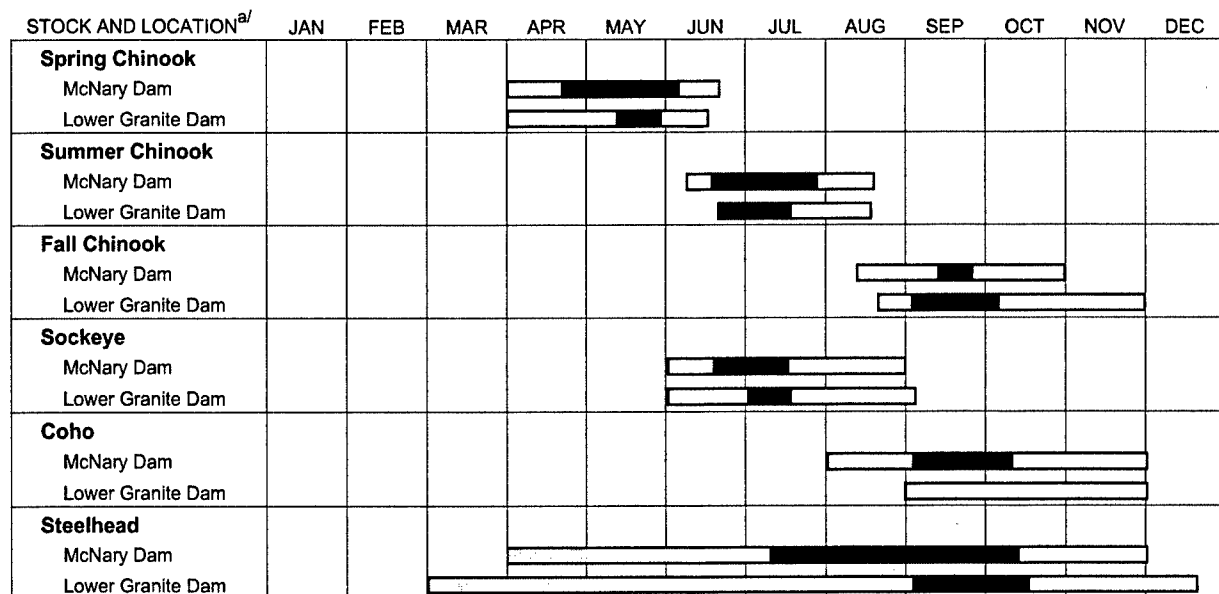 STOCK AND LOCATION a/ JAN FEB MAR APR MAY JUN JUL AUG SEP OCT NOV DEC
Spring Chinook
McNary Dam
Lower Granite Dam
Summer Chinook
McNary Dam
Lower Granite Dam
Fall Chinook
McNary Dam
Lower Granite Dam
Sockeye
McNary Dam
Lower Granite Dam
Coho
McNary Dam
Lower Granite Dam
Steelhead
McNary Dam
Lower Granite Dam